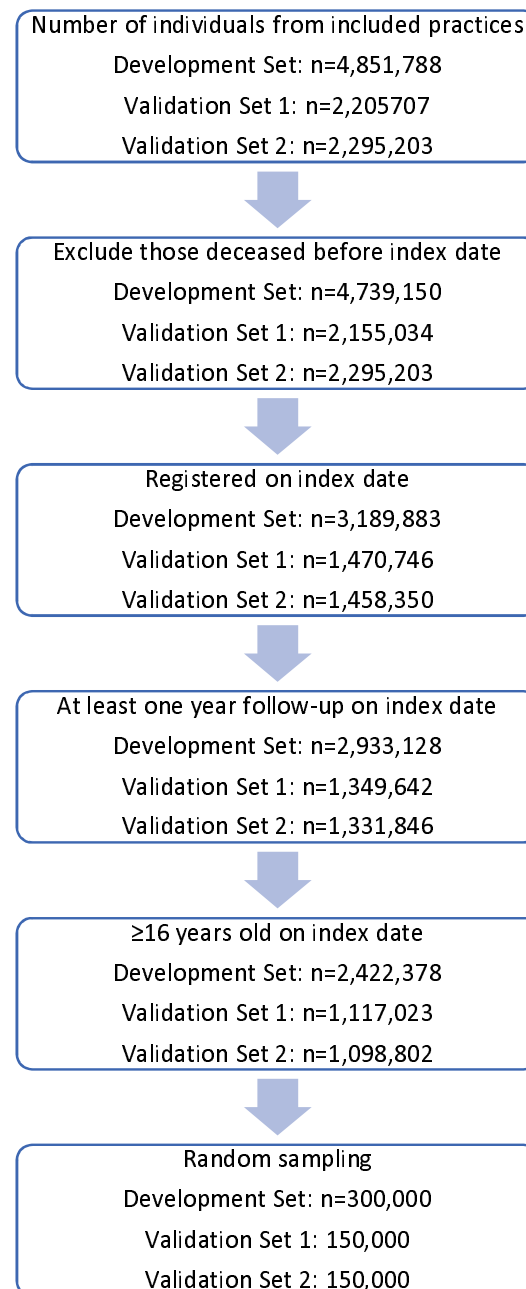 Number of individuals from included practices
Development Set: n=4,851,788
Validation Set 1: n=2,205707
Validation Set 2: n=2,295,203
Exclude those deceased before index date
Development Set: n=4,739,150
Validation Set 1: n=2,155,034
Validation Set 2: n=2,295,203
Registered on index date
Development Set: n=3,189,883
Validation Set 1: n=1,470,746
Validation Set 2: n=1,458,350
At least one year follow-up on index date
Development Set: n=2,933,128
Validation Set 1: n=1,349,642
Validation Set 2: n=1,331,846
≥16 years old on index date
Development Set: n=2,422,378
Validation Set 1: n=1,117,023
Validation Set 2: n=1,098,802
Random sampling
Development Set: n=300,000
Validation Set 1: 150,000
Validation Set 2: 150,000